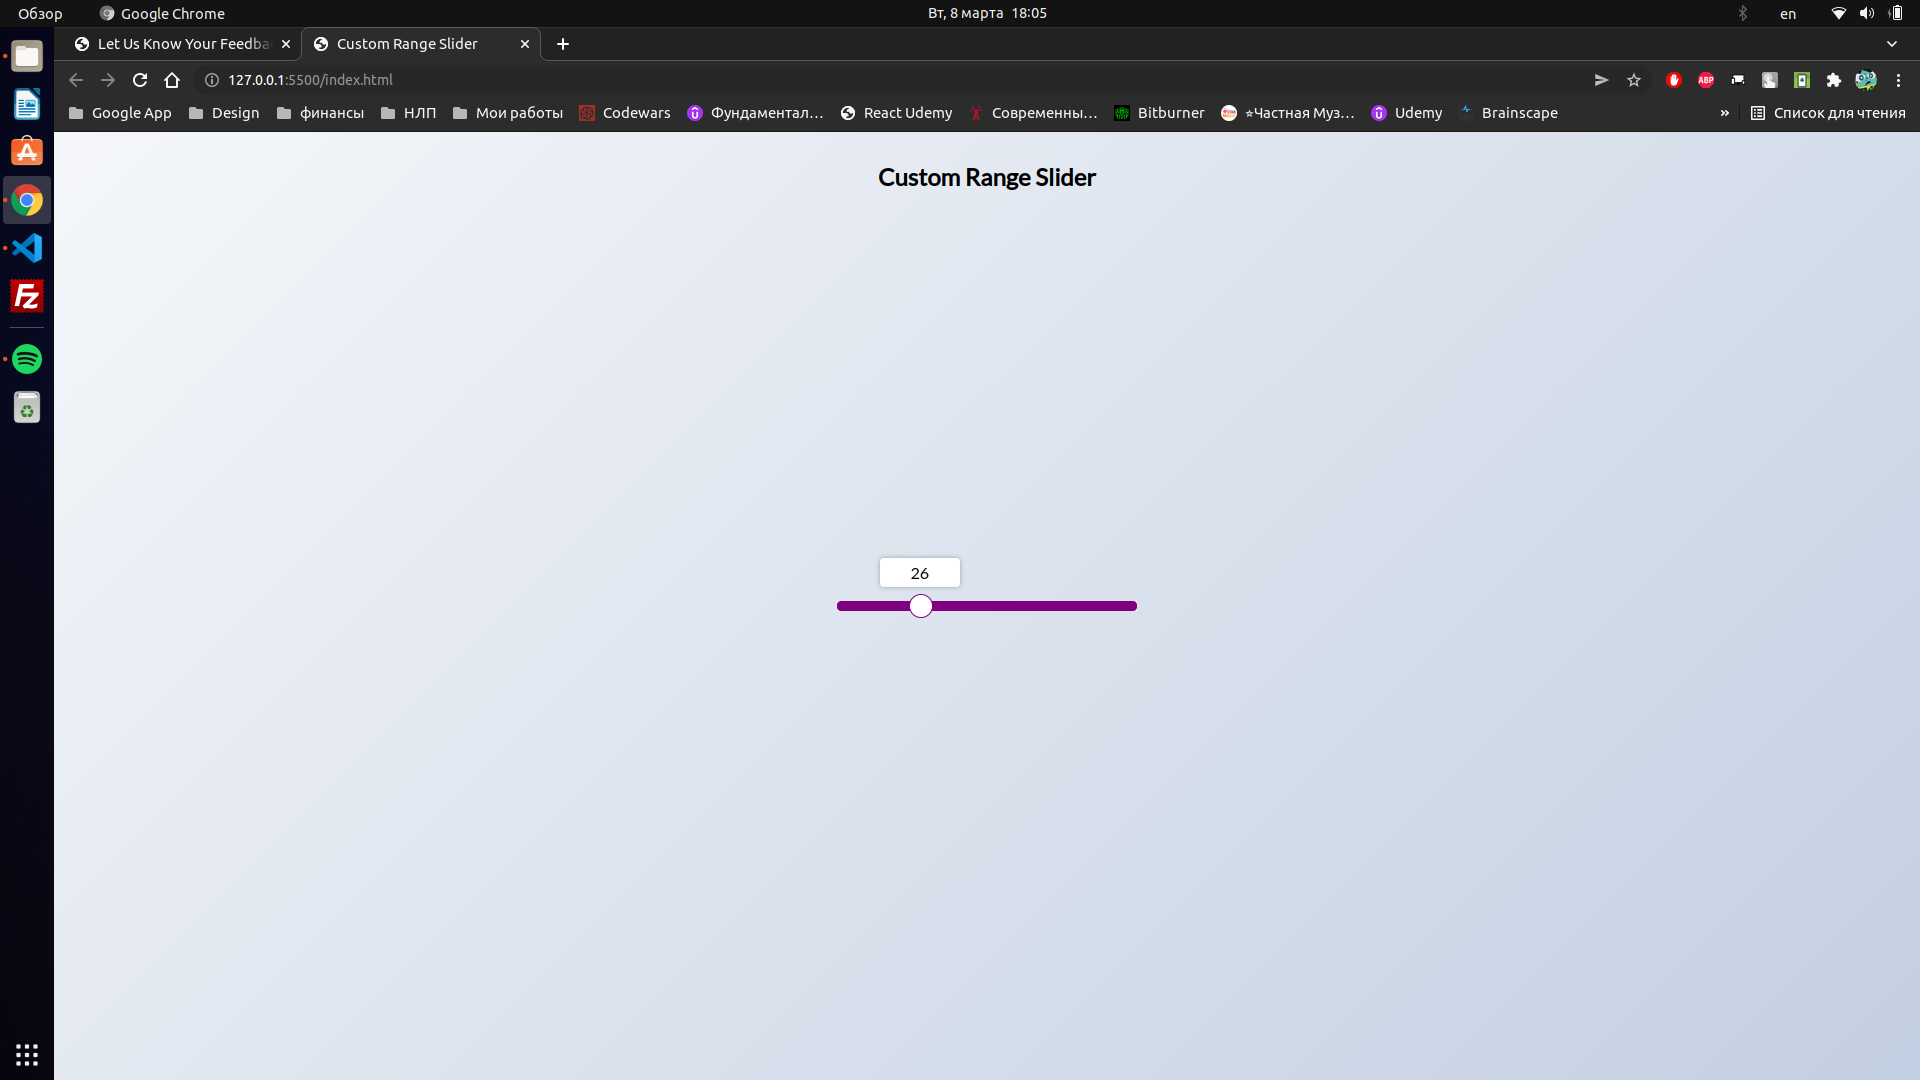 Обзор Google Chrome Вт, 8 марта 18:05 en
Let Us Know Your Feedba Custom Range Slider
127.0.0.1:5500/index.html ABP
Google App Design финансы НЛП Мои работы Codewars Фундаментал… React Udemy Современны… Bitburner ⭐Частная Муз… Udemy Brainscape » Список для чтения
Custom Range Slider
26